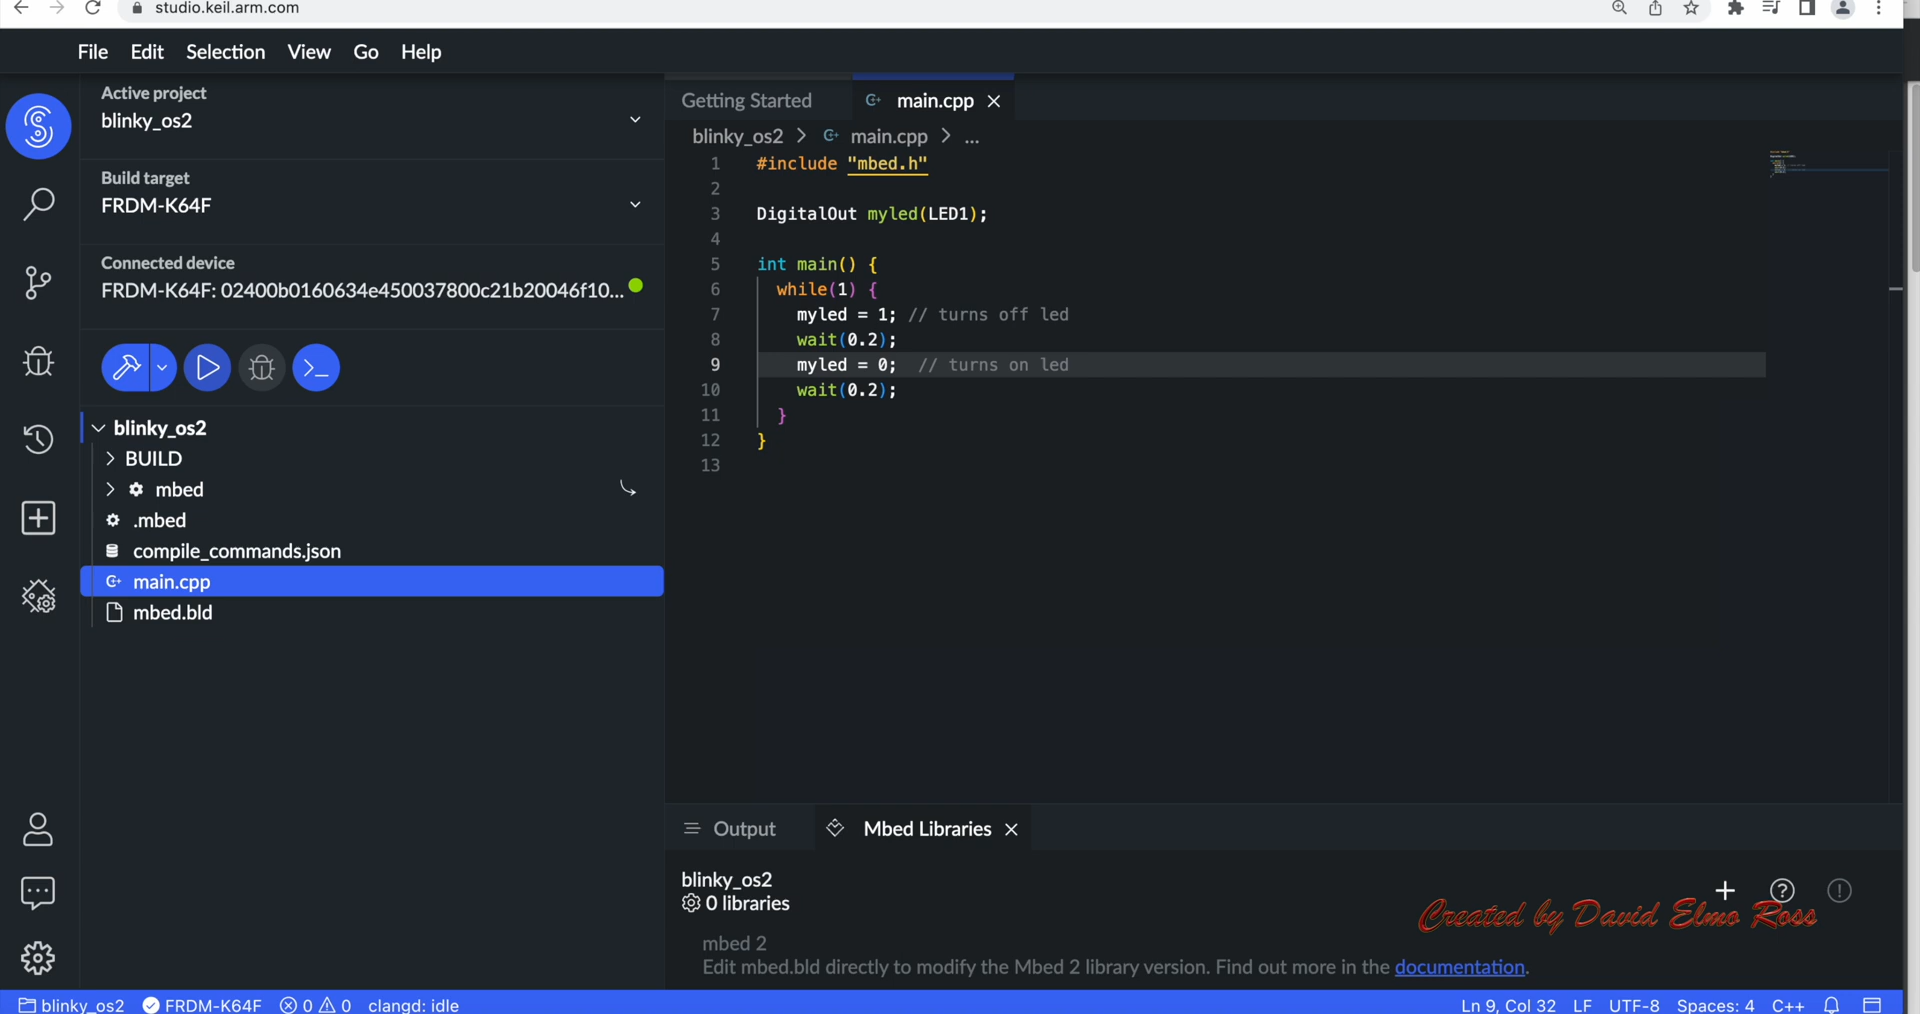 studio.keil.arm.com
File Edit Selection View Go Help
Active project
blinky_os2
Build target
FRDM-K64F
Connected device
FRDM-K64F: 02400b0160634e450037800c21b20046f10...
blinky_os2
BUILD
mbed
.mbed
compile_commands.json
main.cpp
mbed.bld
Getting Started main.cpp
blinky_os2 > main.cpp > ...
1 #include "mbed.h"
2
3 DigitalOut myled(LED1);
4
5 int main() {
6 while(1) {
7 myled = 1; // turns off led
8 wait(0.2);
9 myled = 0; // turns on led
10 wait(0.2);
11 }
12 }
13
Output Mbed Libraries
blinky_os2
0 libraries
Created by David Elmo Ross
mbed 2
Edit mbed.bld directly to modify the Mbed 2 library version. Find out more in the documentation.
blinky_os2 FRDM-K64F 0 0 clangd: idle Ln 9, Col 32 LF UTF-8 Spaces: 4 C++